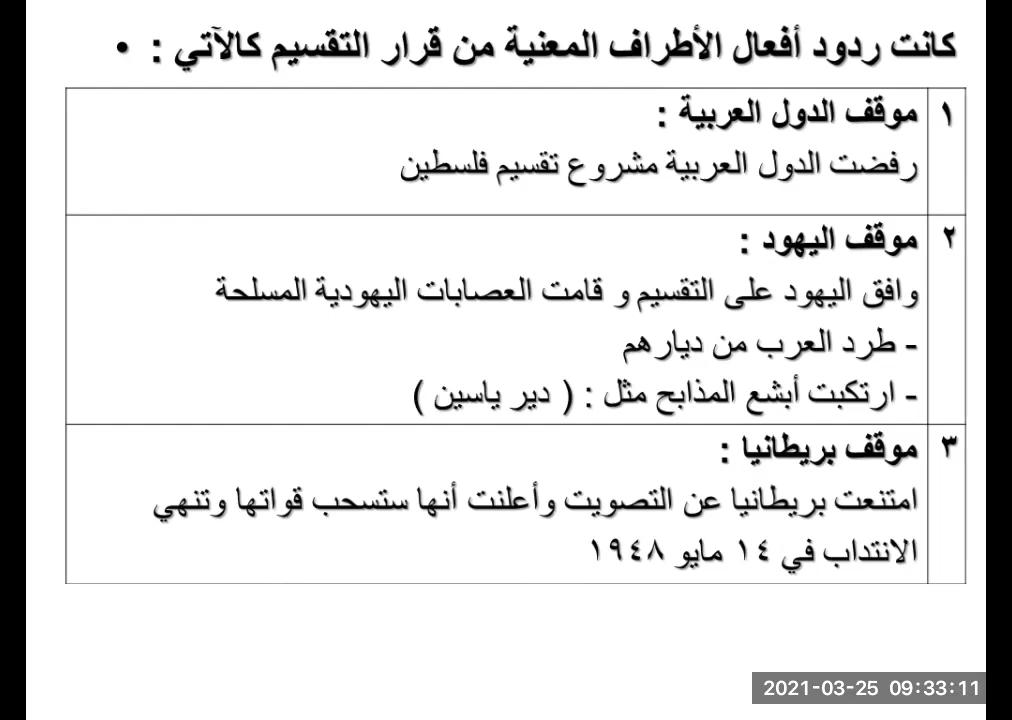 كانت ردود أفعال الأطراف المعنية من قرار التقسيم كالآتي : •
١ موقف الدول العربية :
رفضت الدول العربية مشروع تقسيم فلسطين
٢ موقف اليهود :
وافق اليهود على التقسيم و قامت العصابات اليهودية المسلحة
- طرد العرب من ديارهم
- ارتكبت أبشع المذابح مثل : ( دير ياسين )
٣ موقف بريطانيا :
امتنعت بريطانيا عن التصويت وأعلنت أنها ستسحب قواتها وتنهي
الانتداب في ١٤ مايو ١٩٤٨
2021-03-25 09:33:11